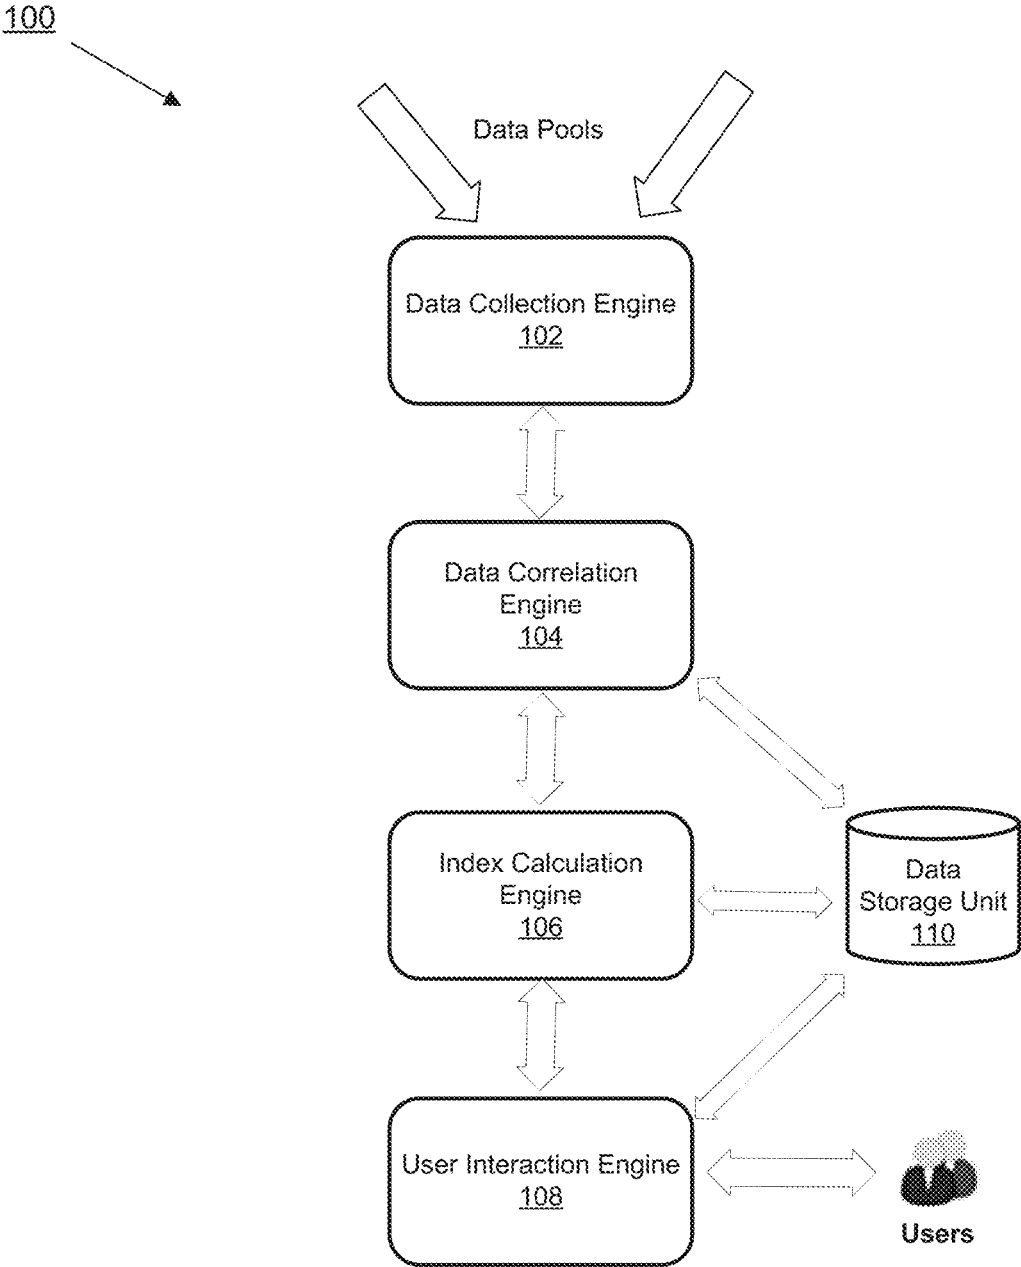 100
Data Pools
Data Collection Engine
102
Data Correlation
Engine
104
Index Calculation
Engine
106
Data
Storage Unit
110
User Interaction Engine
108
Users